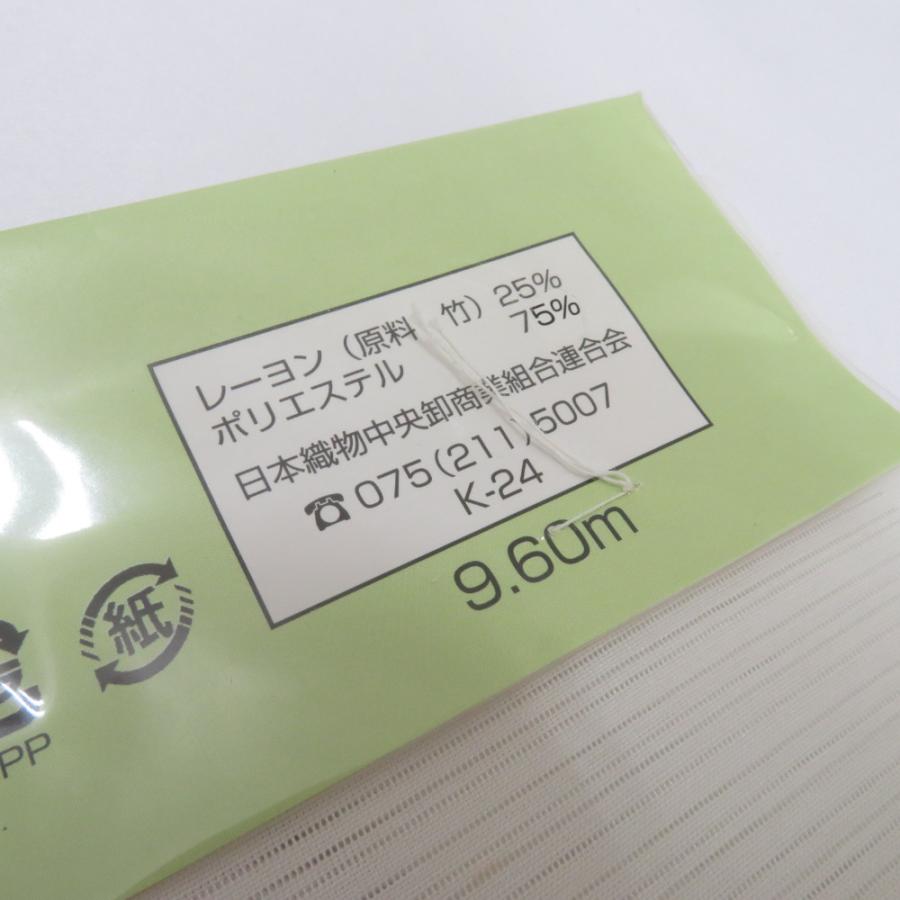 レーヨン（原料 竹）25%
ポリエステル 75%
日本織物中央卸商業組合連合会
☎075(211)5007
K-24
9.60m
紙
PP